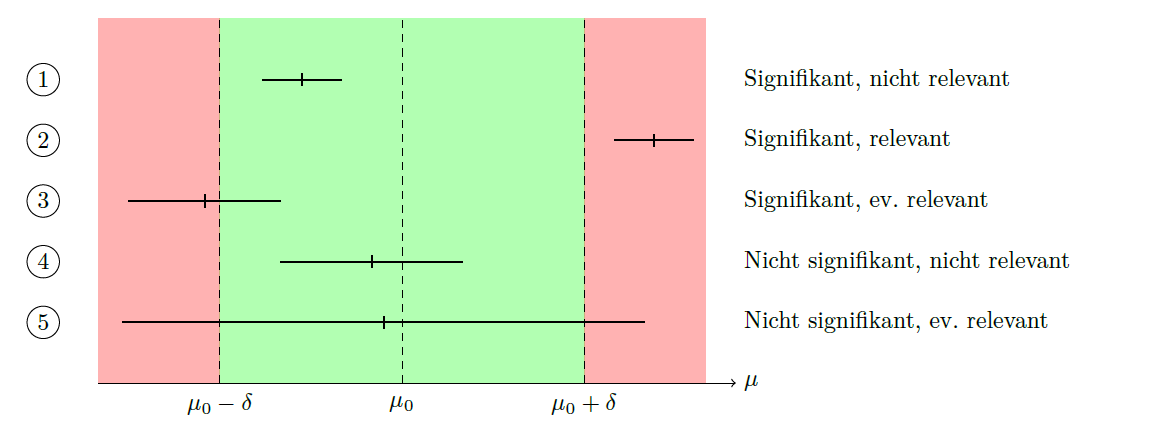 ① Signifikant, nicht relevant
② Signifikant, relevant
③ Signifikant, ev. relevant
④ Nicht signifikant, nicht relevant
⑤ Nicht signifikant, ev. relevant
μ
μ₀ − δ μ₀ μ₀ + δ